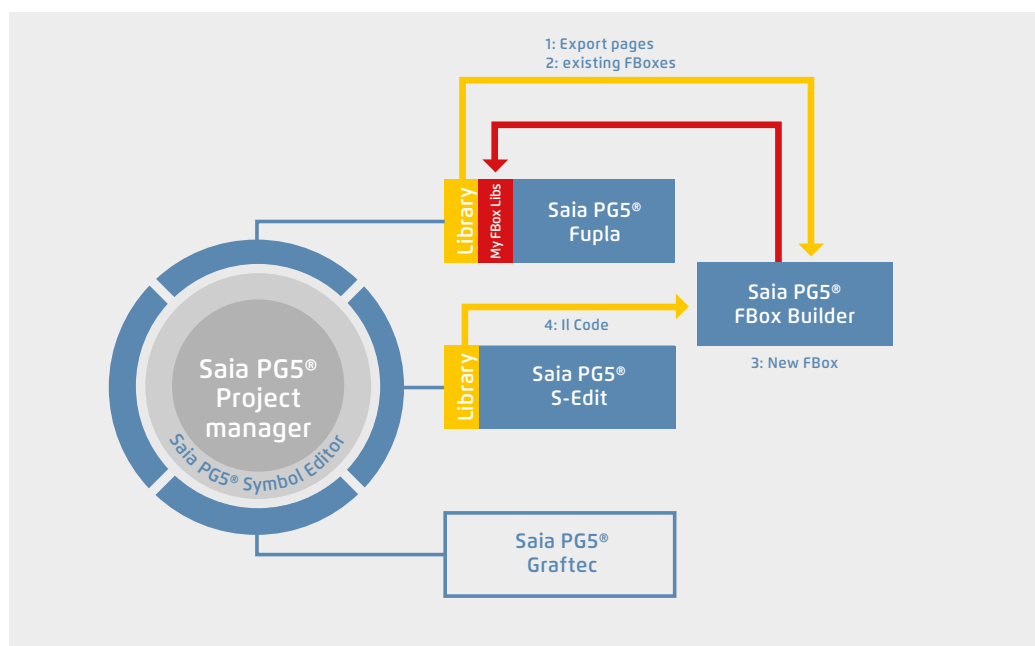 1: Export pages
2: existing FBoxes
Library
My FBox Libs
Saia PG5®
Fupla
Saia PG5®
FBox Builder
3: New FBox
4: Il Code
Library
Saia PG5®
S-Edit
Saia PG5®
Project
manager
Saia PG5® Symbol Editor
Saia PG5®
Graftec